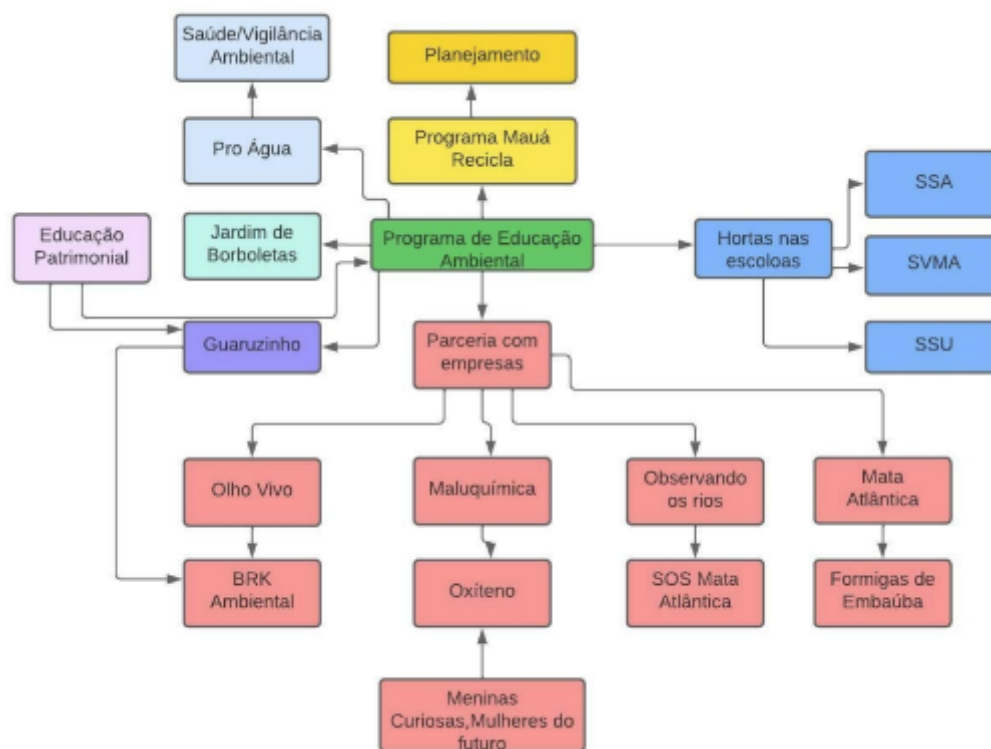 Saúde/Vigilância
Ambiental
Planejamento
Pro Água
Programa Mauá
Recicla
SSA
Educação
Patrimonial
Jardim de
Borboletas
Programa de Educação
Ambiental
Hortas nas
escoloas
SVMA
Guaruzinho
Parceria com
empresas
SSU
Olho Vivo
Maluquímica
Observando
os rios
Mata
Atlântica
BRK
Ambiental
Oxíteno
SOS Mata
Atlântica
Formigas de
Embaúba
Meninas
Curiosas,Mulheres do
futuro